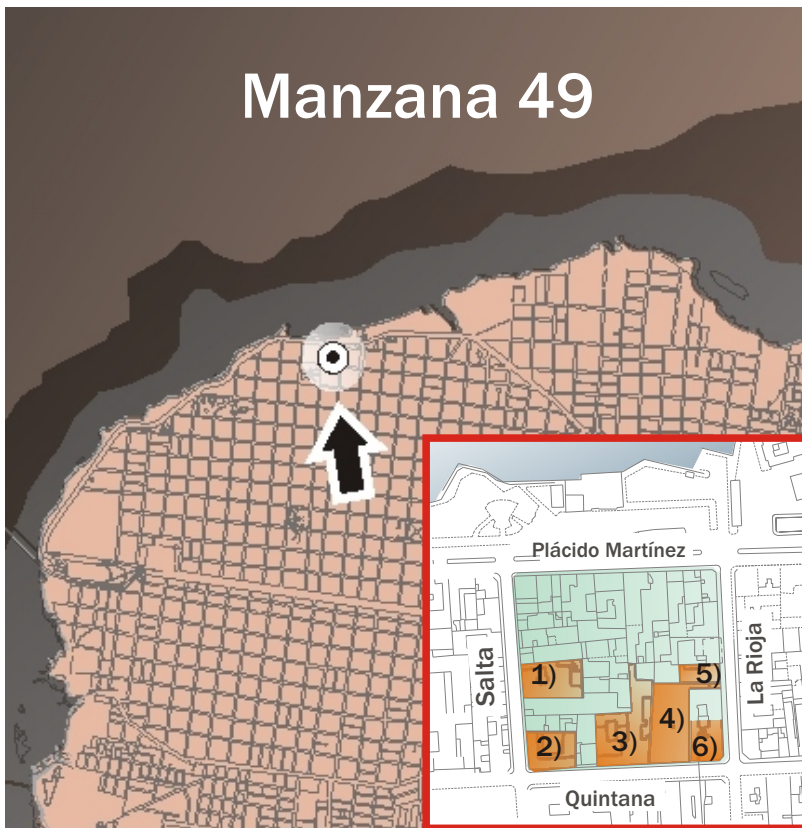 Manzana 49
Plácido Martínez
Salta
La Rioja
1)
5)
4)
2)
3)
6)
Quintana